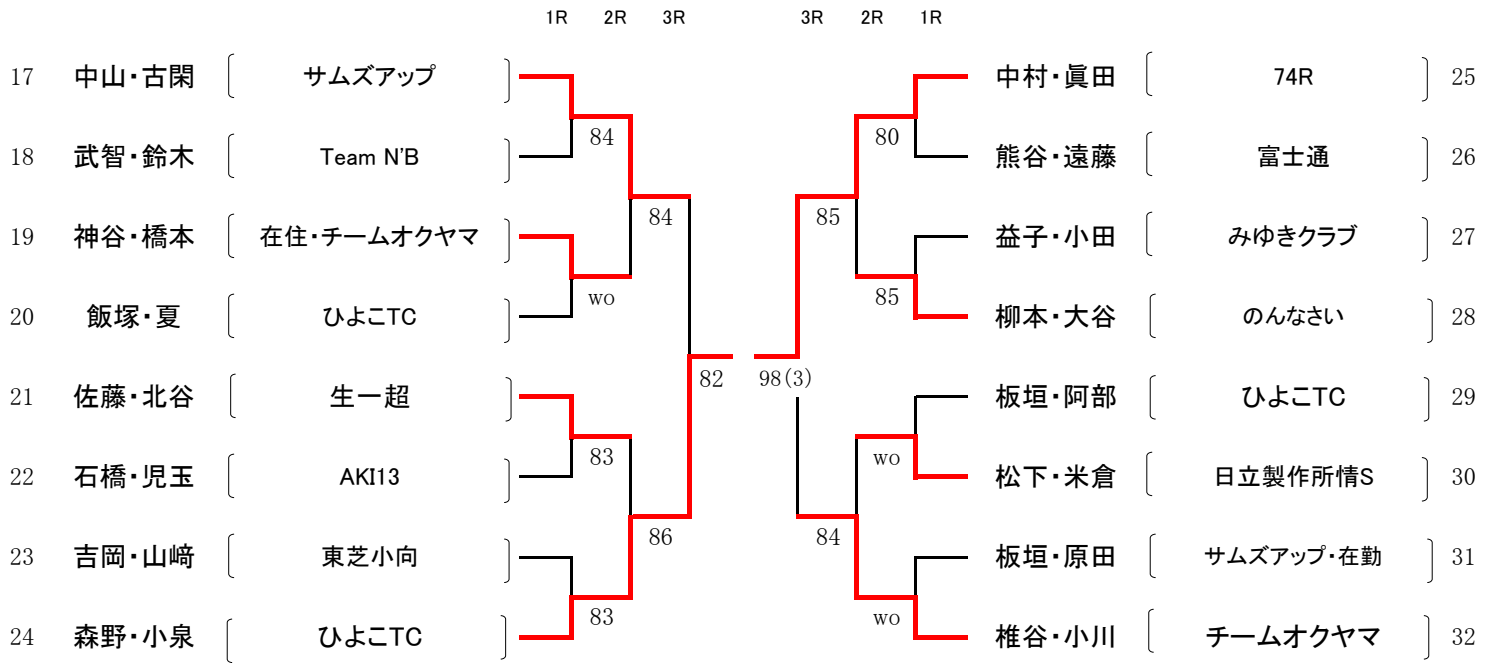 1R 2R 3R 3R 2R 1R
17 中山・古閑 サムズアップ 中村・眞田 74R 25
84 80
18 武智・鈴木 Team N'B 熊谷・遠藤 富士通 26
84 85
19 神谷・橋本 在住・チームオクヤマ 益子・小田 みゆきクラブ 27
wo 85
20 飯塚・夏 ひよこTC 柳本・大谷 のんなさい 28
82 98(3)
21 佐藤・北谷 生一超 板垣・阿部 ひよこTC 29
83 wo
22 石橋・児玉 AKI13 松下・米倉 日立製作所情S 30
86 84
23 吉岡・山﨑 東芝小向 板垣・原田 サムズアップ・在勤 31
83 wo
24 森野・小泉 ひよこTC 椎谷・小川 チームオクヤマ 32